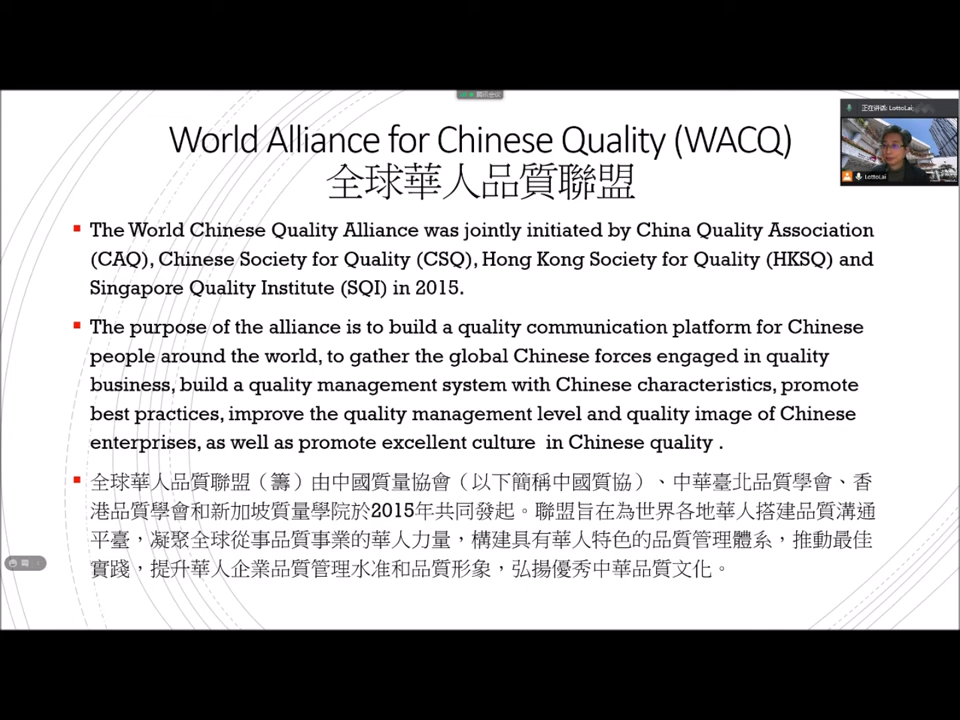 正在讲话: LottoLai;
LottoLai
World Alliance for Chinese Quality (WACQ)
全球華人品質聯盟
The World Chinese Quality Alliance was jointly initiated by China Quality Association
(CAQ), Chinese Society for Quality (CSQ), Hong Kong Society for Quality (HKSQ) and
Singapore Quality Institute (SQI) in 2015.
The purpose of the alliance is to build a quality communication platform for Chinese
people around the world, to gather the global Chinese forces engaged in quality
business, build a quality management system with Chinese characteristics, promote
best practices, improve the quality management level and quality image of Chinese
enterprises, as well as promote excellent culture in Chinese quality .
全球華人品質聯盟（籌）由中國質量協會（以下簡稱中國質協）、中華臺北品質學會、香
港品質學會和新加坡質量學院於2015年共同發起。聯盟旨在為世界各地華人搭建品質溝通
平臺，凝聚全球從事品質事業的華人力量，構建具有華人特色的品質管理體系，推動最佳
實踐，提升華人企業品質管理水准和品質形象，弘揚優秀中華品質文化。